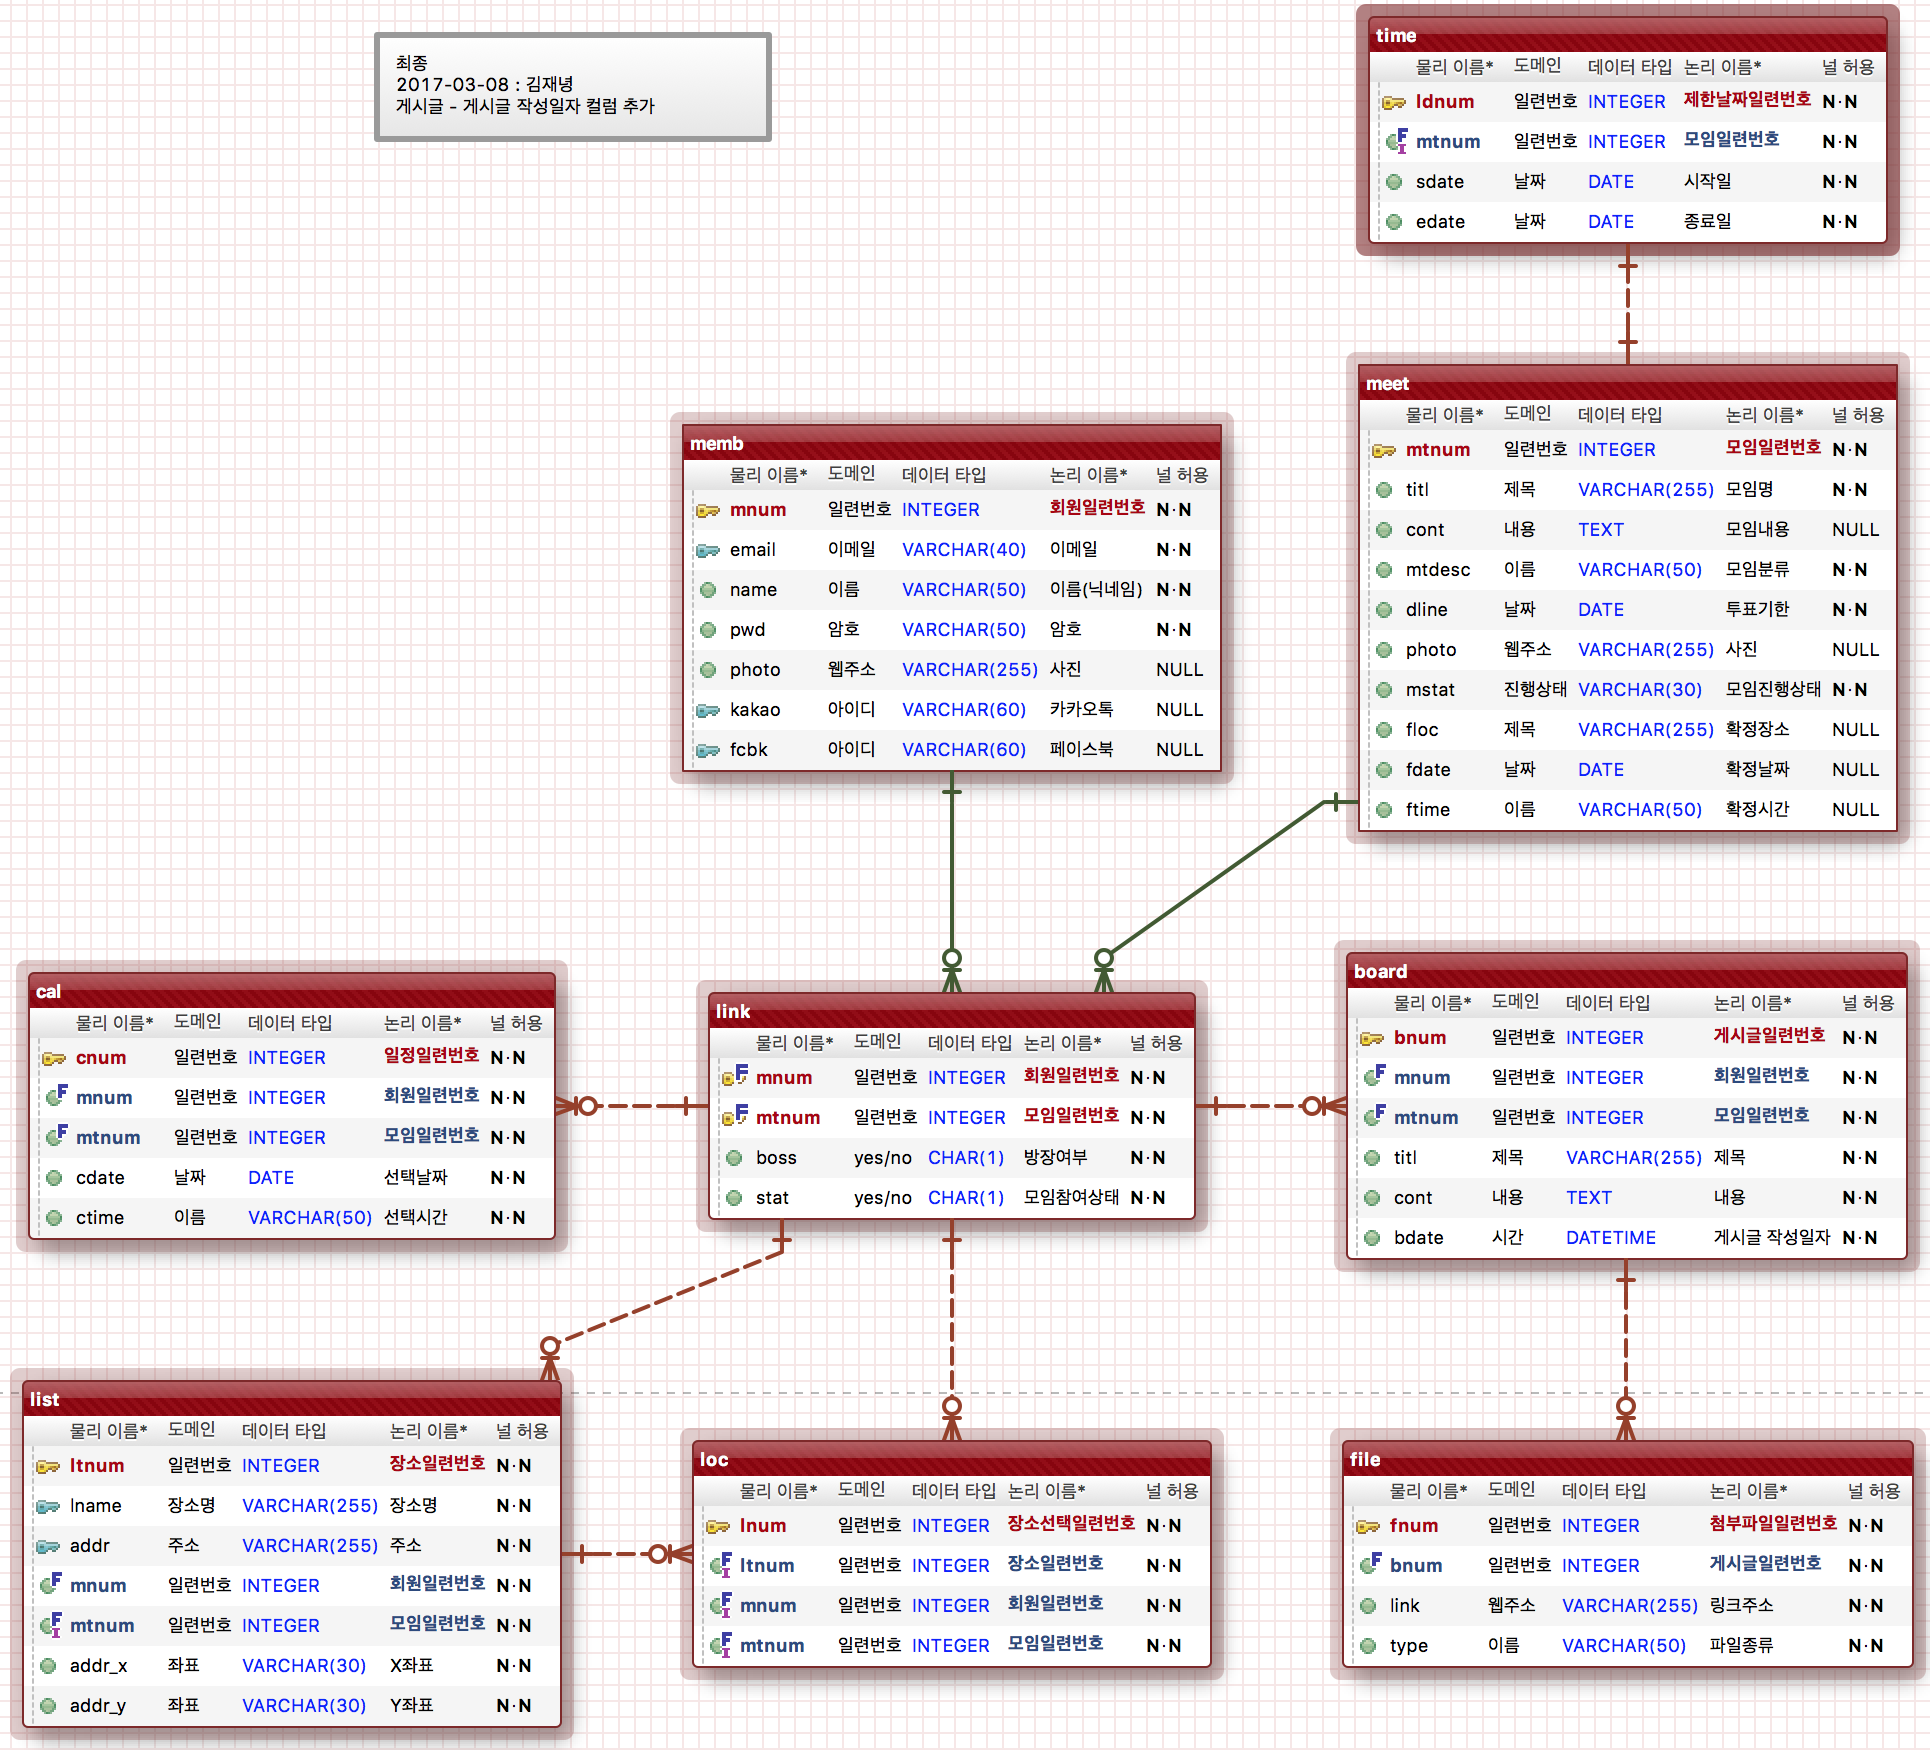 최종
2017-03-08 : 김재녕
게시글 - 게시글 작성일자 컬럼 추가
time
물리 이름* 도메인 데이터 타입 논리 이름* 널 허용
ldnum 일련번호 INTEGER 제한날짜일련번호 N·N
mtnum 일련번호 INTEGER 모임일련번호 N·N
sdate 날짜 DATE 시작일 N·N
edate 날짜 DATE 종료일 N·N
meet
물리 이름* 도메인 데이터 타입 논리 이름* 널 허용
mtnum 일련번호 INTEGER 모임일련번호 N·N
titl 제목 VARCHAR(255) 모임명 N·N
cont 내용 TEXT 모임내용 NULL
mtdesc 이름 VARCHAR(50) 모임분류 N·N
dline 날짜 DATE 투표기한 N·N
photo 웹주소 VARCHAR(255) 사진 NULL
mstat 진행상태 VARCHAR(30) 모임진행상태 N·N
floc 제목 VARCHAR(255) 확정장소 NULL
fdate 날짜 DATE 확정날짜 NULL
ftime 이름 VARCHAR(50) 확정시간 NULL
memb
물리 이름* 도메인 데이터 타입 논리 이름* 널 허용
mnum 일련번호 INTEGER 회원일련번호 N·N
email 이메일 VARCHAR(40) 이메일 N·N
name 이름 VARCHAR(50) 이름(닉네임) N·N
pwd 암호 VARCHAR(50) 암호 N·N
photo 웹주소 VARCHAR(255) 사진 NULL
kakao 아이디 VARCHAR(60) 카카오톡 NULL
fcbk 아이디 VARCHAR(60) 페이스북 NULL
cal
물리 이름* 도메인 데이터 타입 논리 이름* 널 허용
cnum 일련번호 INTEGER 일정일련번호 N·N
mnum 일련번호 INTEGER 회원일련번호 N·N
mtnum 일련번호 INTEGER 모임일련번호 N·N
cdate 날짜 DATE 선택날짜 N·N
ctime 이름 VARCHAR(50) 선택시간 N·N
link
물리 이름* 도메인 데이터 타입 논리 이름* 널 허용
mnum 일련번호 INTEGER 회원일련번호 N·N
mtnum 일련번호 INTEGER 모임일련번호 N·N
boss yes/no CHAR(1) 방장여부 N·N
stat yes/no CHAR(1) 모임참여상태 N·N
board
물리 이름* 도메인 데이터 타입 논리 이름* 널 허용
bnum 일련번호 INTEGER 게시글일련번호 N·N
mnum 일련번호 INTEGER 회원일련번호 N·N
mtnum 일련번호 INTEGER 모임일련번호 N·N
titl 제목 VARCHAR(255) 제목 N·N
cont 내용 TEXT 내용 N·N
bdate 시간 DATETIME 게시글 작성일자 N·N
list
물리 이름* 도메인 데이터 타입 논리 이름* 널 허용
ltnum 일련번호 INTEGER 장소일련번호 N·N
lname 장소명 VARCHAR(255) 장소명 N·N
addr 주소 VARCHAR(255) 주소 N·N
mnum 일련번호 INTEGER 회원일련번호 N·N
mtnum 일련번호 INTEGER 모임일련번호 N·N
addr_x 좌표 VARCHAR(30) X좌표 N·N
addr_y 좌표 VARCHAR(30) Y좌표 N·N
loc
물리 이름* 도메인 데이터 타입 논리 이름* 널 허용
lnum 일련번호 INTEGER 장소선택일련번호 N·N
ltnum 일련번호 INTEGER 장소일련번호 N·N
mnum 일련번호 INTEGER 회원일련번호 N·N
mtnum 일련번호 INTEGER 모임일련번호 N·N
file
물리 이름* 도메인 데이터 타입 논리 이름* 널 허용
fnum 일련번호 INTEGER 첨부파일일련번호 N·N
bnum 일련번호 INTEGER 게시글일련번호 N·N
link 웹주소 VARCHAR(255) 링크주소 N·N
type 이름 VARCHAR(50) 파일종류 N·N